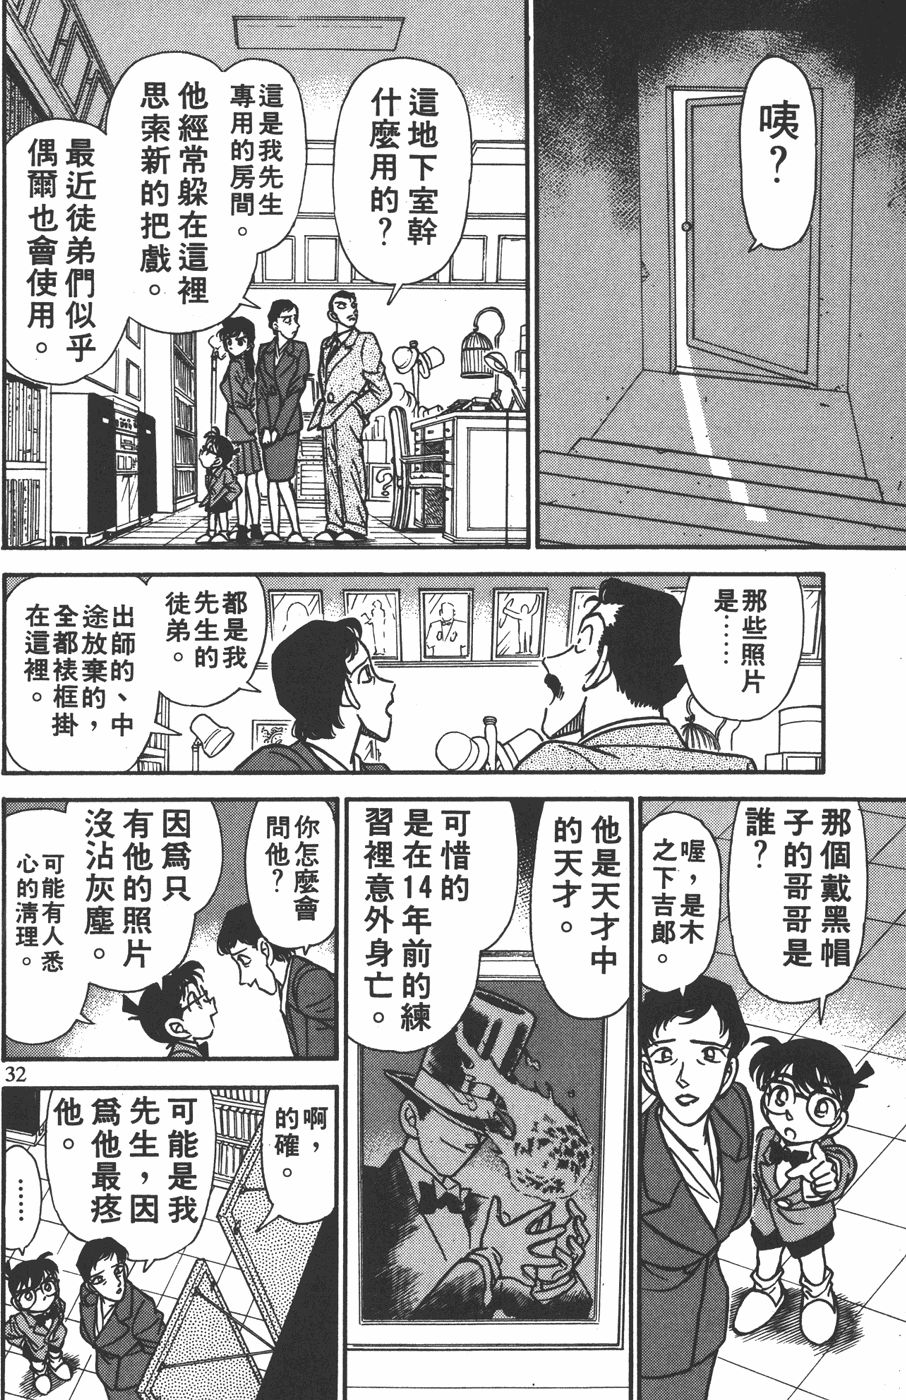 咦？
這地下室幹
什麼用的？
這是我先生
專用的房間。
他經常躲在這裡
思索新的把戲。
最近徒弟們似乎
偶爾也會使用。
那些照片
是……
都是我
先生的
徒弟。
出師的、中
途放棄的，
全都裱框掛
在這裡。
那個戴黑帽
子的哥哥是
誰？
喔，是木
之下吉郎
。
他是天才中
的天才。
可惜的
是在14年前的練
習裡意外身亡。
你怎麼會
問他？
因為只
有他的照片
沒沾灰塵。
可能有人悉
心的清理。
啊，
的確。
可能是我
先生，因
為他最疼
他。
……
32